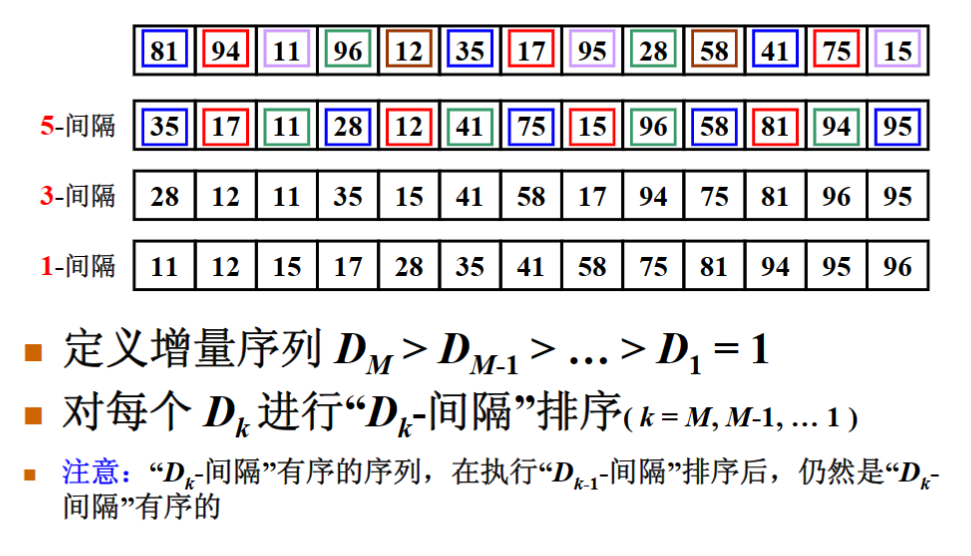 81 94 11 96 12 35 17 95 28 58 41 75 15
5-间隔 35 17 11 28 12 41 75 15 96 58 81 94 95
3-间隔 28 12 11 35 15 41 58 17 94 75 81 96 95
1-间隔 11 12 15 17 28 35 41 58 75 81 94 95 96
■ 定义增量序列 D_M > D_{M-1} > … > D_1 = 1
■ 对每个 D_k 进行“D_k-间隔”排序( k = M, M-1, … 1 )
■ 注意：“D_k-间隔”有序的序列，在执行“D_{k-1}-间隔”排序后，仍然是“D_k-
间隔”有序的